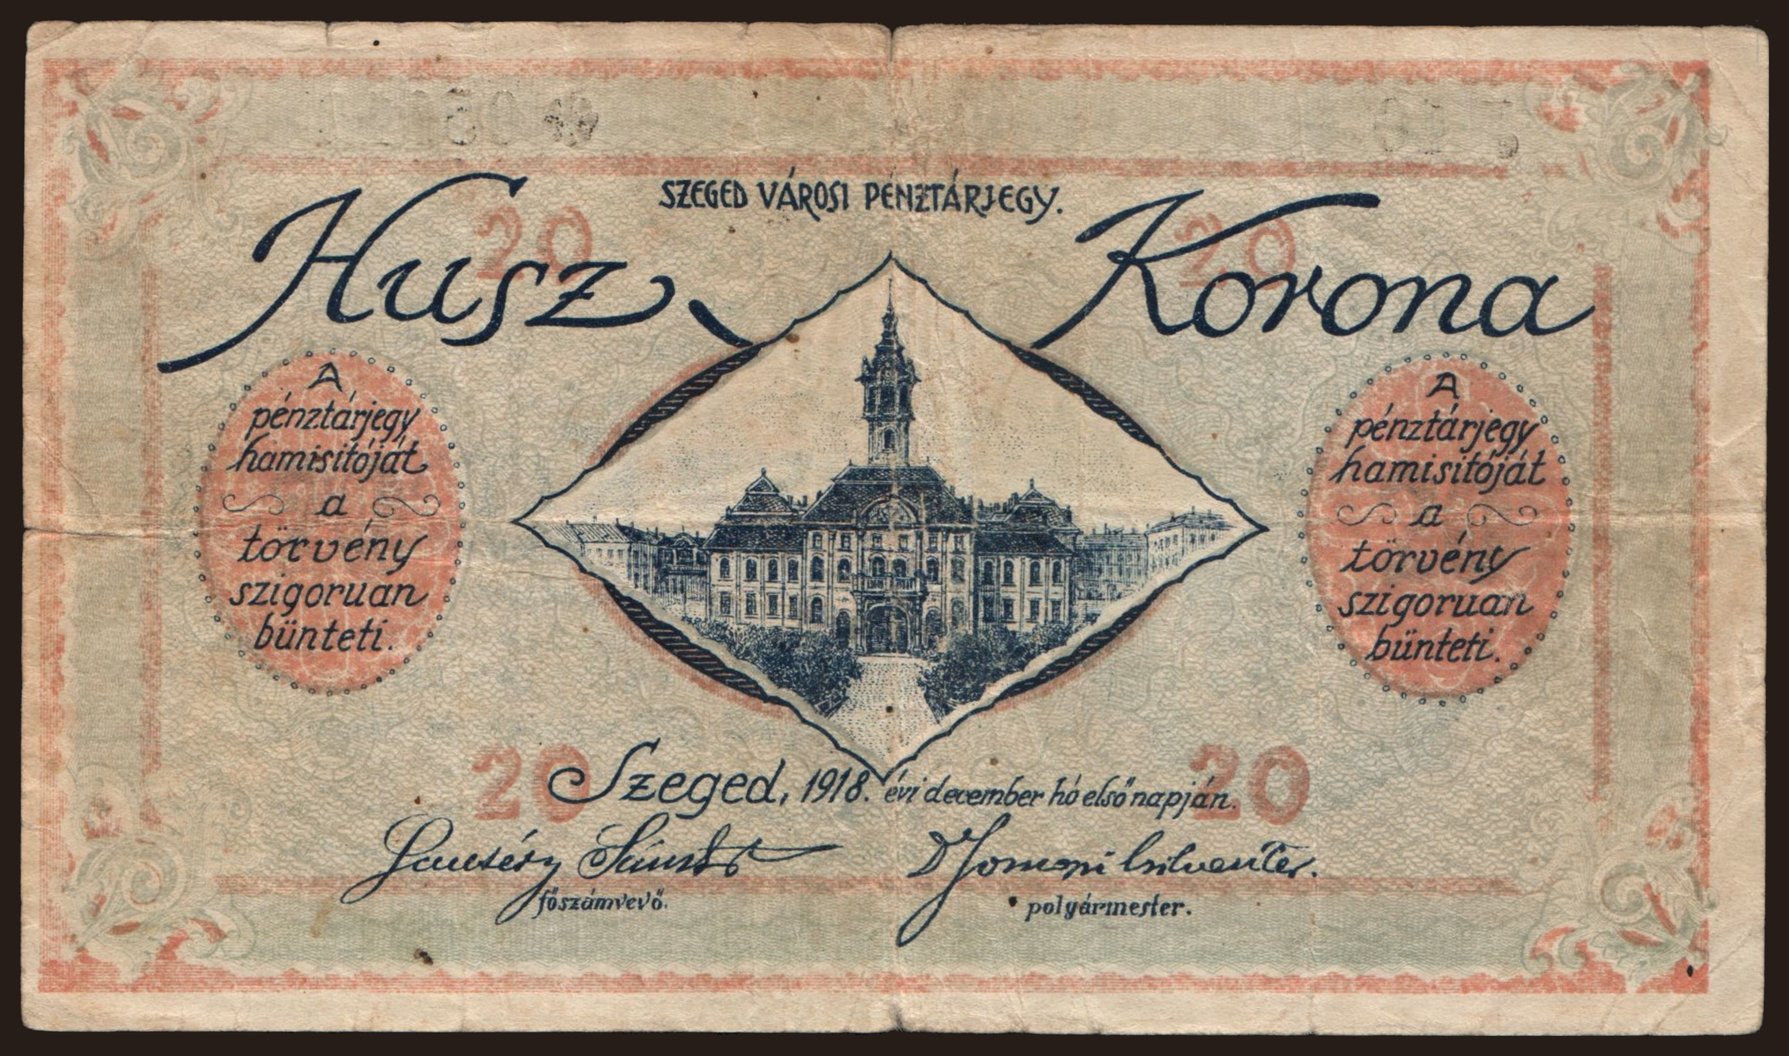 SZEGED VÁROSI PÉNZTÁRJEGY.
Husz Korona
20 20
A
pénztárjegy
hamisitóját
a
törvény
szigoruan
bünteti.
A
pénztárjegy
hamisitóját
a
törvény
szigoruan
bünteti.
20 20
Szeged, 1918. évi december hó első napján.
főszámvevő.
polgármester.